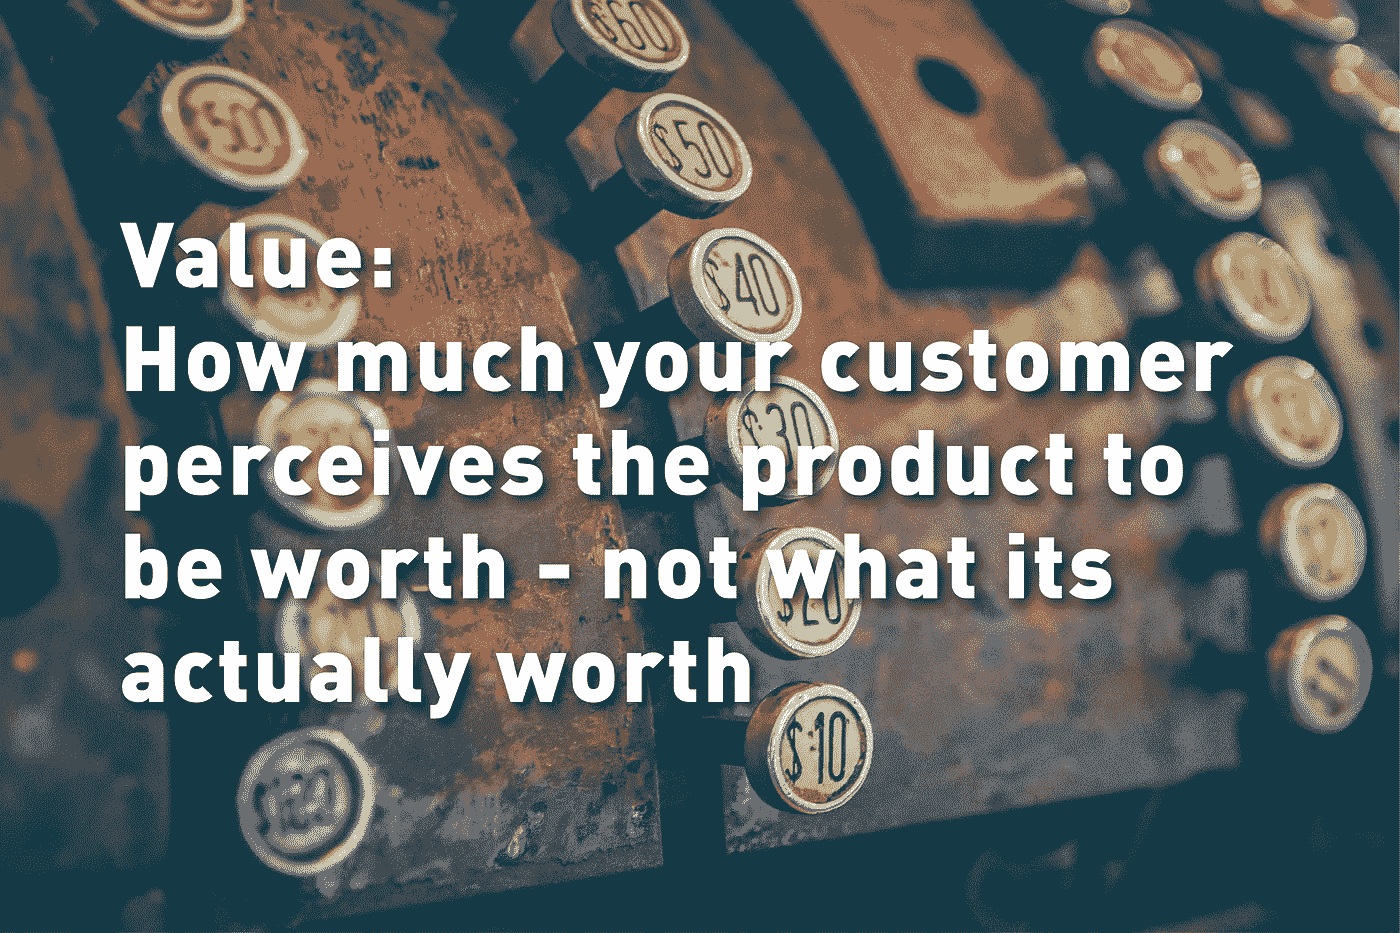 $60
$50
$40
Value:
How much your customer
$30
perceives the product to
be worth - not what its
$20
actually worth
$10